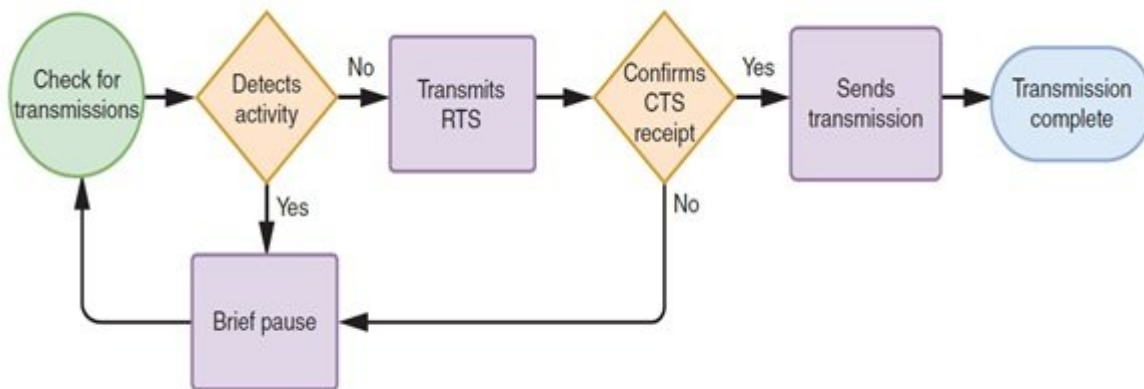 Check for
transmissions
Detects
activity
No
Transmits
RTS
Confirms
CTS
receipt
Yes
Sends
transmission
Transmission
complete
Yes
No
Brief pause